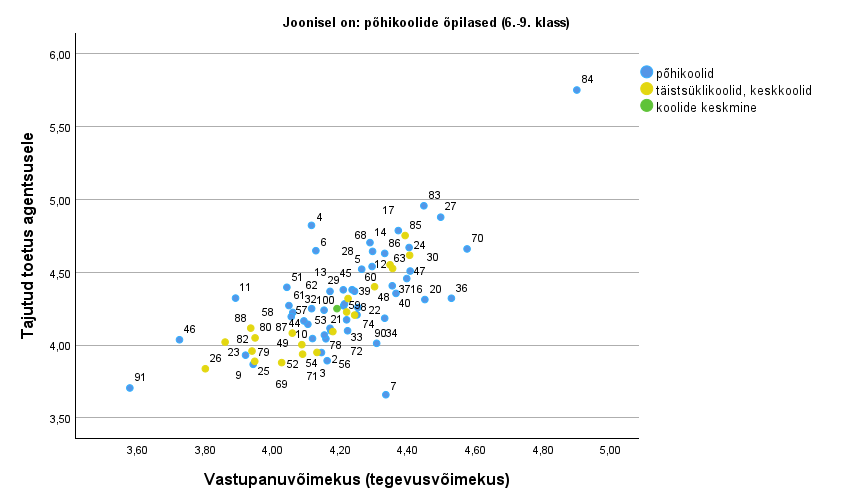 Joonisel on: põhikoolide õpilased (6.-9. klass)
Tajutud toetus agentsusele
6,00
5,50
5,00
4,50
4,00
3,50
84
põhikoolid
täistsüklikoolid, keskkoolid
koolide keskmine
83
17 27
4 85
68 14 70
6 86 24
28 63 30
5 12
13 45 47
51 60
11 62 29 39 37 16 20 36
61 32 100 48 40
58 57 59 8 22
88 53 21
46 80 87 44 74
82 10 33 90 34
23 79 49 78 72
26 52 54 2 56
9 25 71 3
91 69 7
3,60 3,80 4,00 4,20 4,40 4,60 4,80 5,00
Vastupanuvõimekus (tegevusvõimekus)